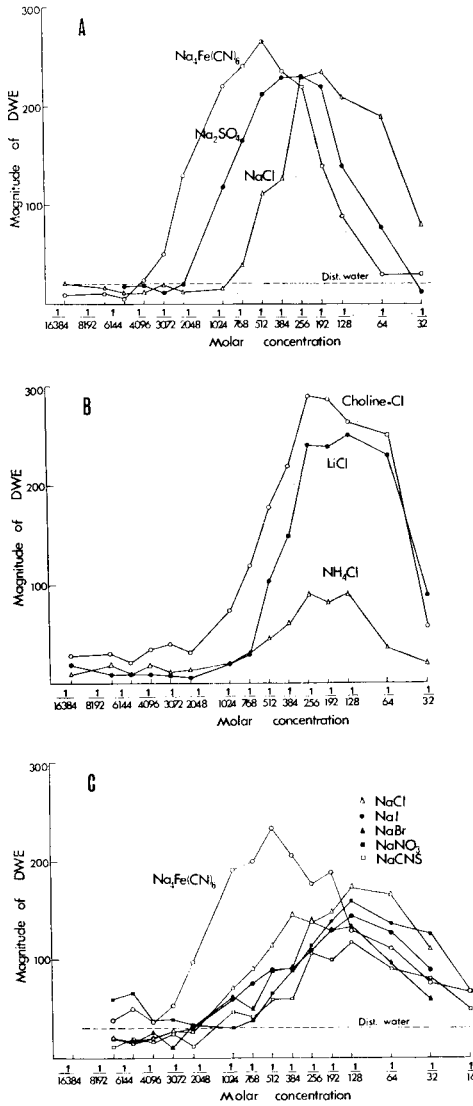 A
300
200
100
Magnitude of DWE
Na4Fe(CN)6
Na2SO4
NaCl
Dist. water
1 1 1 1 1 1 1 1 1 1 1 1 1 1 1
16384 8192 6144 4096 3072 2048 1024 768 512 384 256 192 128 64 32
Molar concentration
B
300
200
100
Magnitude of DWE
Choline-Cl
LiCl
NH4Cl
1 1 1 1 1 1 1 1 1 1 1 1 1 1 1
16384 8192 6144 4096 3072 2048 1024 768 512 384 256 192 128 64 32
Molar concentration
C
300
200
100
Magnitude of DWE
NaCl
NaI
NaBr
NaNO3
NaCNS
Na4Fe(CN)6
Dist. water
1 1 1 1 1 1 1 1 1 1 1 1 1 1 1 1
16384 8192 6144 4096 3072 2048 1024 768 512 384 256 192 128 64 32 16
Molar concentration